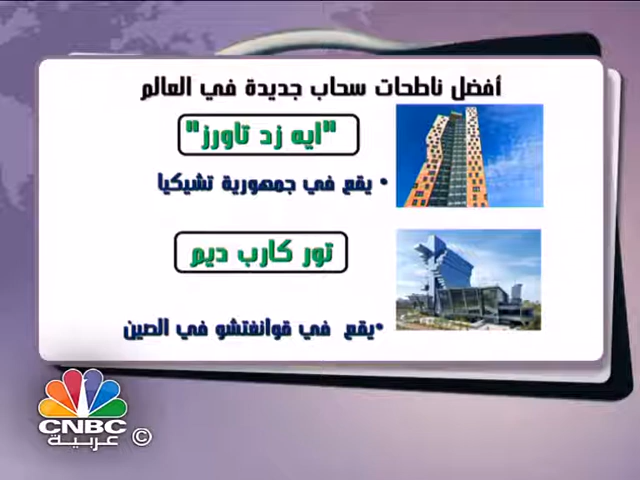 أفضل ناطحات سحاب جديدة في العالم
"ايه زد تاورز"
• يقع في جمهورية تشيكيا
تور كارب ديم
•يقع في قوانغتشو في الصين
CNBC
عربية ©